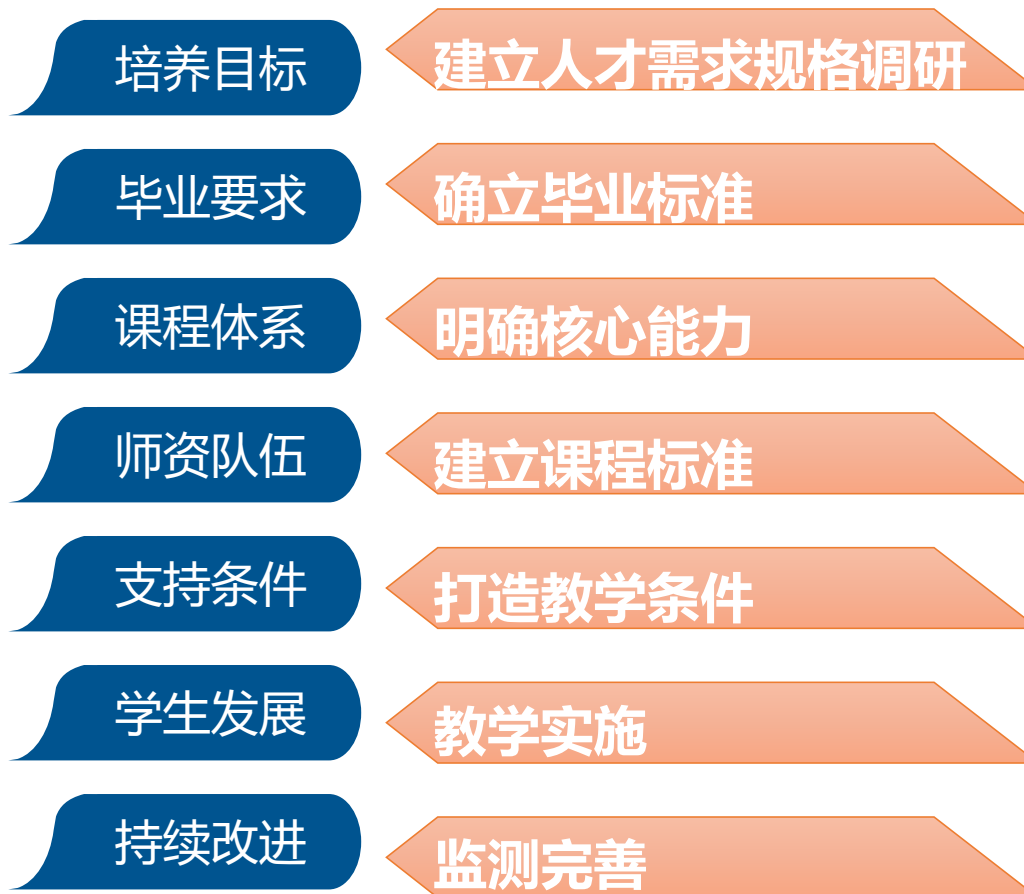 培养目标
建立人才需求规格调研
毕业要求
确立毕业标准
课程体系
明确核心能力
师资队伍
建立课程标准
支持条件
打造教学条件
学生发展
教学实施
持续改进
监测完善